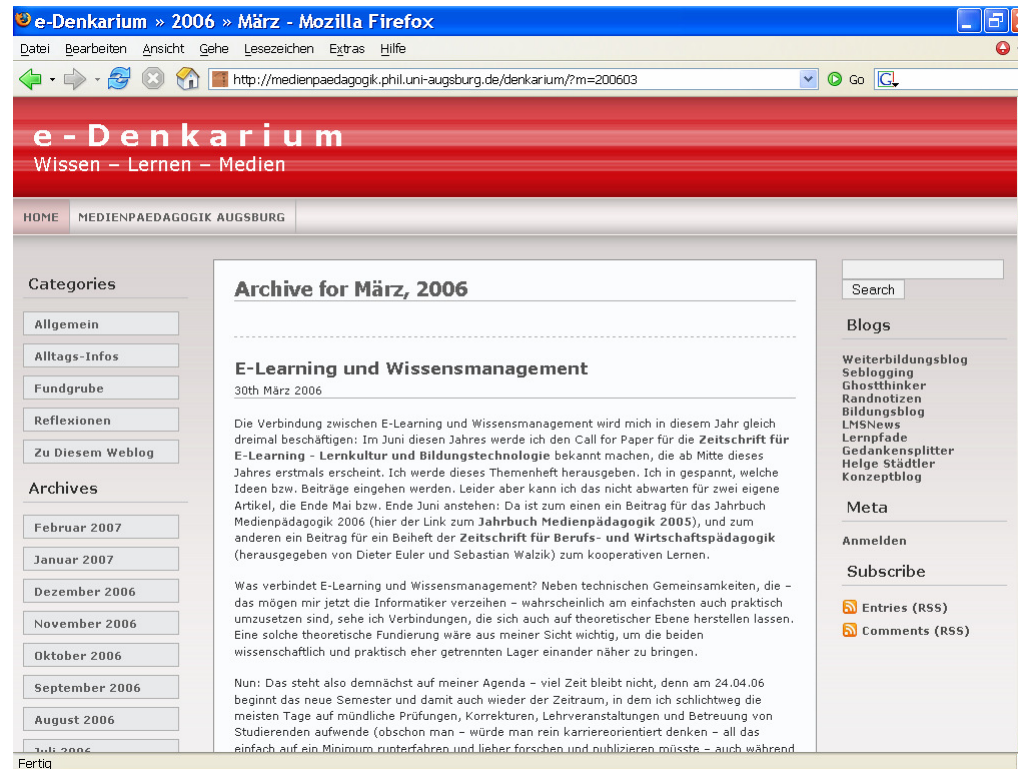 e-Denkarium » 2006 » März - Mozilla Firefox
Datei Bearbeiten Ansicht Gehe Lesezeichen Extras Hilfe
http://medienpaedagogik.phil.uni-augsburg.de/denkarium/?m=200603
Go
G
e-Denkarium
Wissen – Lernen – Medien
HOME
MEDIENPAEDAGOGIK AUGSBURG
Categories
Allgemein
Alltags-Infos
Fundgrube
Reflexionen
Zu Diesem Weblog
Archives
Februar 2007
Januar 2007
Dezember 2006
November 2006
Oktober 2006
September 2006
August 2006
Juli 2006
Archive for März, 2006
E-Learning und Wissensmanagement
30th März 2006
Die Verbindung zwischen E-Learning und Wissensmanagement wird mich in diesem Jahr gleich
dreimal beschäftigen: Im Juni diesen Jahres werde ich den Call for Paper für die Zeitschrift für
E-Learning - Lernkultur und Bildungstechnologie bekannt machen, die ab Mitte dieses
Jahres erstmals erscheint. Ich werde dieses Themenheft herausgeben. Ich in gespannt, welche
Ideen bzw. Beiträge eingehen werden. Leider aber kann ich das nicht abwarten für zwei eigene
Artikel, die Ende Mai bzw. Ende Juni anstehen: Da ist zum einen ein Beitrag für das Jahrbuch
Medienpädagogik 2006 (hier der Link zum Jahrbuch Medienpädagogik 2005), und zum
anderen ein Beitrag für ein Beiheft der Zeitschrift für Berufs- und Wirtschaftspädagogik
(herausgegeben von Dieter Euler und Sebastian Walzik) zum kooperativen Lernen.
Was verbindet E-Learning und Wissensmanagement? Neben technischen Gemeinsamkeiten, die –
das mögen mir jetzt die Informatiker verzeihen – wahrscheinlich am einfachsten auch praktisch
umzusetzen sind, sehe ich Verbindungen, die sich auch auf theoretischer Ebene herstellen lassen.
Eine solche theoretische Fundierung wäre aus meiner Sicht wichtig, um die beiden
wissenschaftlich und praktisch eher getrennten Lager einander näher zu bringen.
Nun: Das steht also demnächst auf meiner Agenda – viel Zeit bleibt nicht, denn am 24.04.06
beginnt das neue Semester und damit auch wieder der Zeitraum, in dem ich schlichtweg die
meisten Tage auf mündliche Prüfungen, Korrekturen, Lehrveranstaltungen und Betreuung von
Studierenden aufwende (obschon man – würde man rein karriereorientiert denken – all das
einfach auf ein Minimum runterfahren und lieber forschen und publizieren müsste – auch während
Search
Blogs
Weiterbildungsblog
Seblogging
Ghostthinker
Randnotizen
Bildungsblog
LMSNews
Lernpfade
Gedankensplitter
Helge Städtler
Konzeptblog
Meta
Anmelden
Subscribe
Entries (RSS)
Comments (RSS)
Fertig